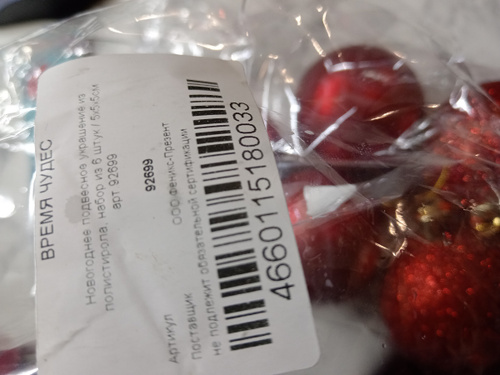 ВРЕМЯ ЧУДЕС
Новогоднее подвесное украшение из
полистирола, набор из 6 штук / 5x5x5см
арт 92699
Артикул 92699
Поставщик ООО Феникс-Презент
не подлежит обязательной сертификации
4660115180033